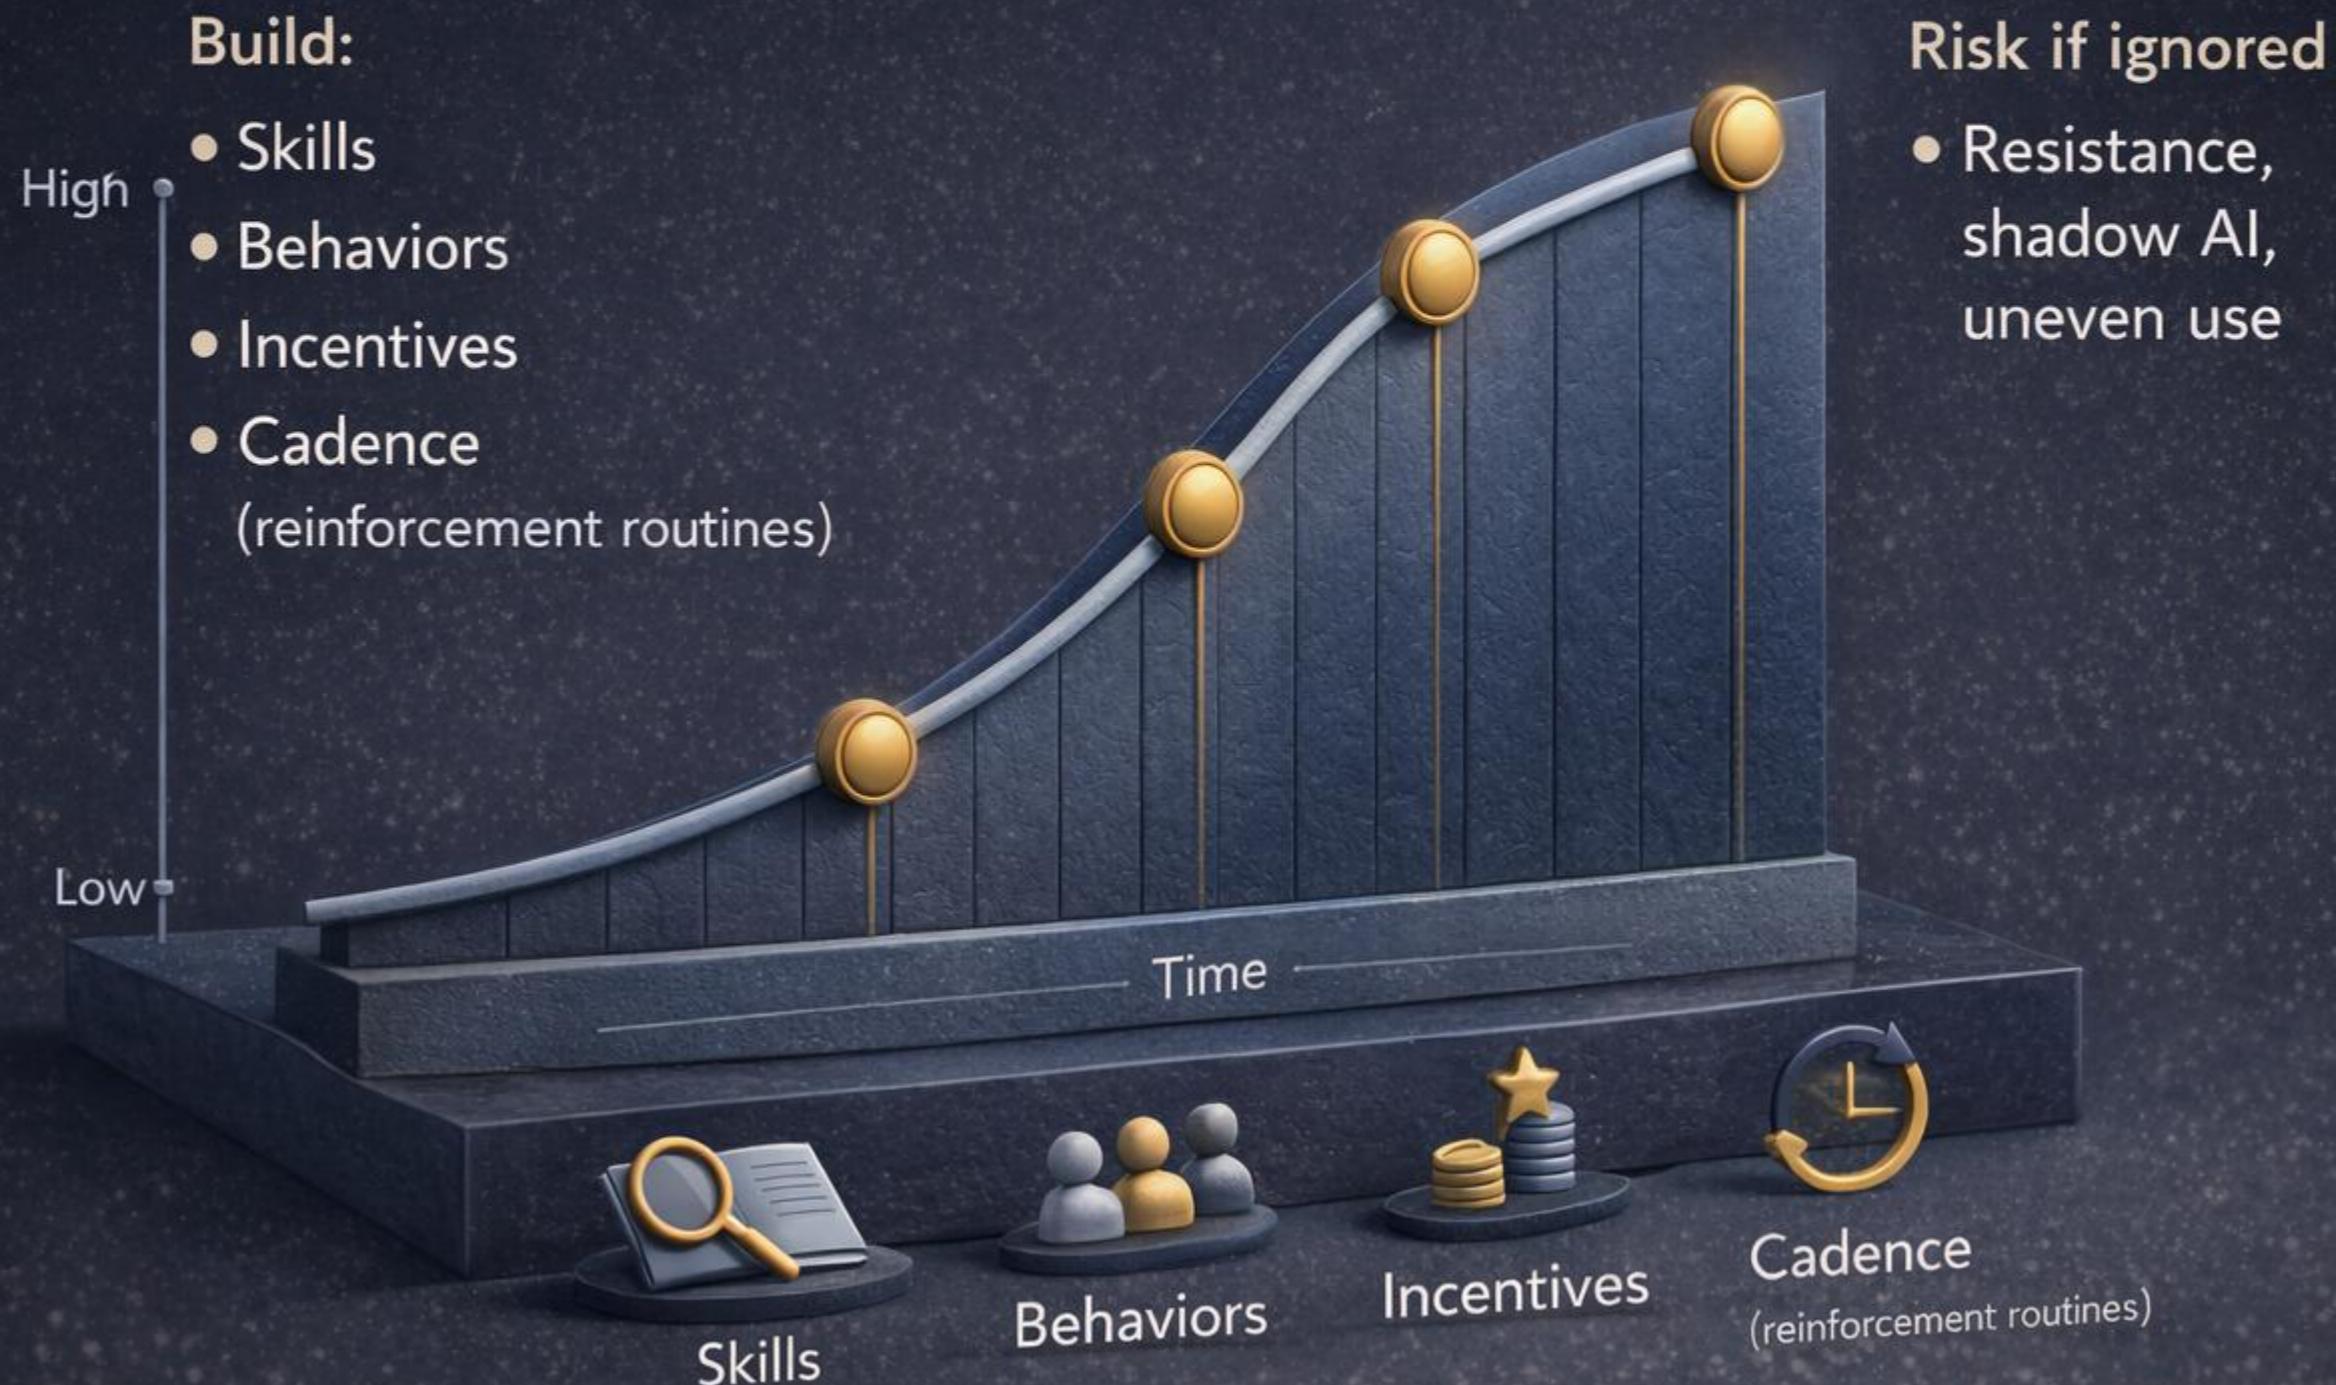 Build:
• Skills
• Behaviors
• Incentives
• Cadence
(reinforcement routines)
High
Low
Risk if ignored
• Resistance,
shadow AI,
uneven use
Time
Skills
Behaviors
Incentives
Cadence
(reinforcement routines)